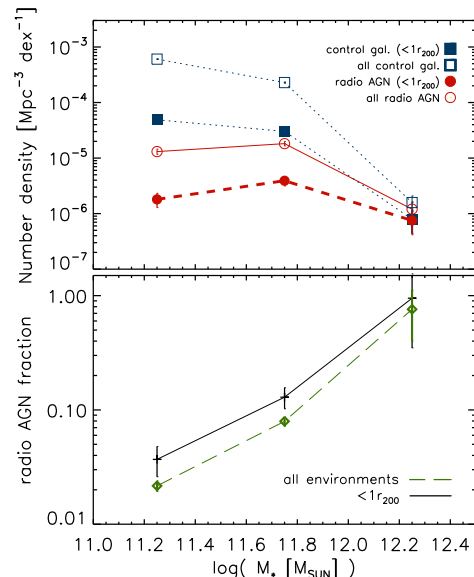 Number density [Mpc⁻³ dex⁻¹]
10⁻³
10⁻⁴
10⁻⁵
10⁻⁶
10⁻⁷
control gal. (<1r₂₀₀)
all control gal.
radio AGN (<1r₂₀₀)
all radio AGN
radio AGN fraction
1.00
0.10
0.01
all environments
<1r₂₀₀
11.0 11.2 11.4 11.6 11.8 12.0 12.2 12.4
log( M* [M_SUN])